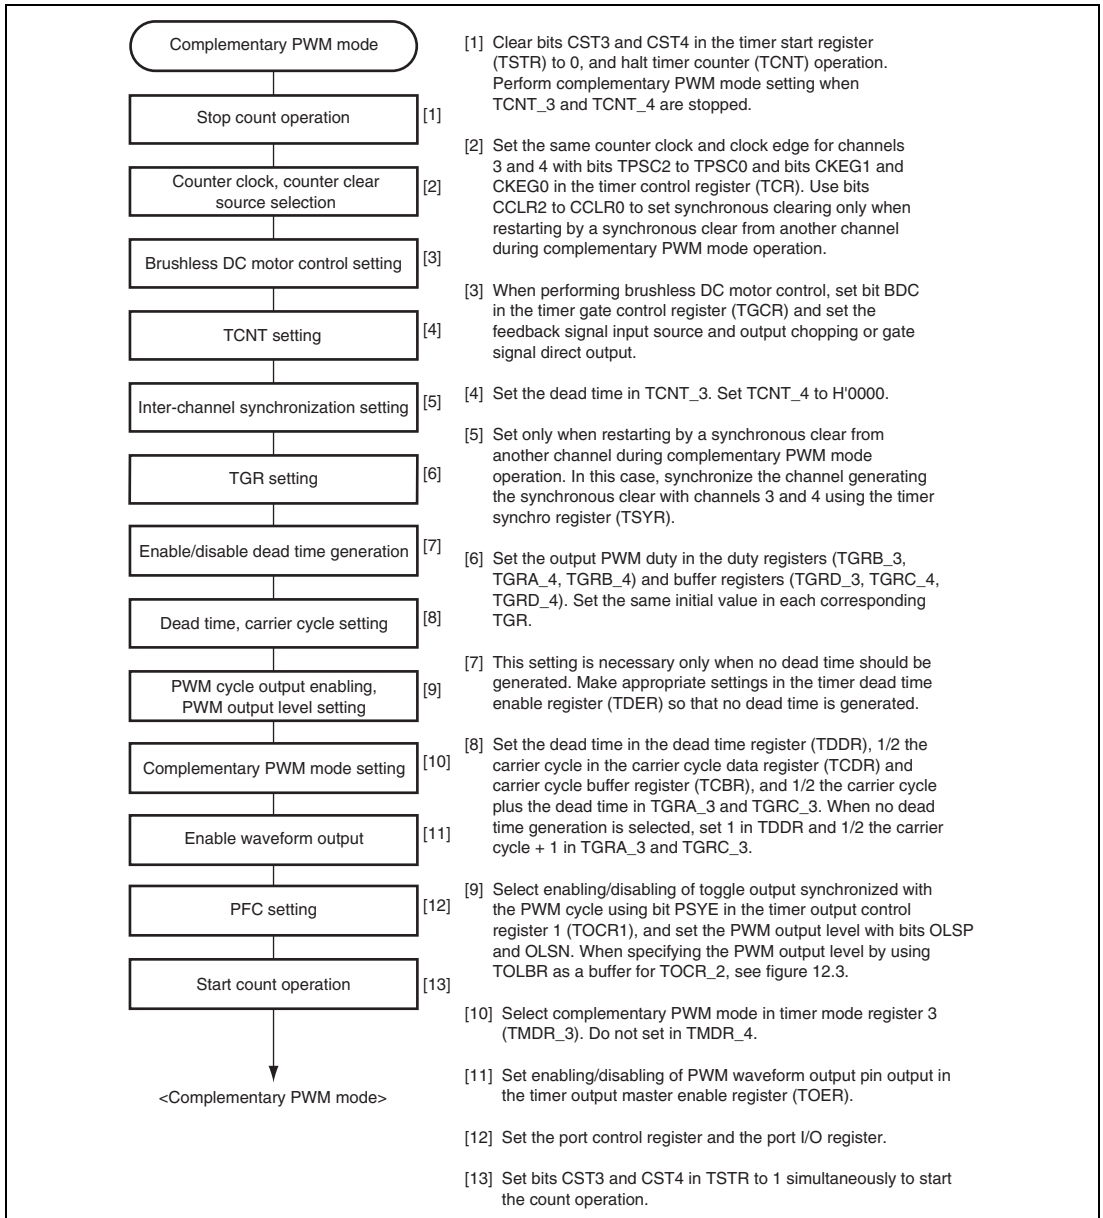 Complementary PWM mode
Stop count operation
[1]
Counter clock, counter clear
source selection
[2]
Brushless DC motor control setting
[3]
TCNT setting
[4]
Inter-channel synchronization setting
[5]
TGR setting
[6]
Enable/disable dead time generation
[7]
Dead time, carrier cycle setting
[8]
PWM cycle output enabling,
PWM output level setting
[9]
Complementary PWM mode setting
[10]
Enable waveform output
[11]
PFC setting
[12]
Start count operation
[13]
<Complementary PWM mode>
[1] Clear bits CST3 and CST4 in the timer start register
(TSTR) to 0, and halt timer counter (TCNT) operation.
Perform complementary PWM mode setting when
TCNT_3 and TCNT_4 are stopped.
[2] Set the same counter clock and clock edge for channels
3 and 4 with bits TPSC2 to TPSC0 and bits CKEG1 and
CKEG0 in the timer control register (TCR). Use bits
CCLR2 to CCLR0 to set synchronous clearing only when
restarting by a synchronous clear from another channel
during complementary PWM mode operation.
[3] When performing brushless DC motor control, set bit BDC
in the timer gate control register (TGCR) and set the
feedback signal input source and output chopping or gate
signal direct output.
[4] Set the dead time in TCNT_3. Set TCNT_4 to H'0000.
[5] Set only when restarting by a synchronous clear from
another channel during complementary PWM mode
operation. In this case, synchronize the channel generating
the synchronous clear with channels 3 and 4 using the timer
synchro register (TSYR).
[6] Set the output PWM duty in the duty registers (TGRB_3,
TGRA_4, TGRB_4) and buffer registers (TGRD_3, TGRC_4,
TGRD_4). Set the same initial value in each corresponding
TGR.
[7] This setting is necessary only when no dead time should be
generated. Make appropriate settings in the timer dead time
enable register (TDER) so that no dead time is generated.
[8] Set the dead time in the dead time register (TDDR), 1/2 the
carrier cycle in the carrier cycle data register (TCDR) and
carrier cycle buffer register (TCBR), and 1/2 the carrier cycle
plus the dead time in TGRA_3 and TGRC_3. When no dead
time generation is selected, set 1 in TDDR and 1/2 the carrier
cycle + 1 in TGRA_3 and TGRC_3.
[9] Select enabling/disabling of toggle output synchronized with
the PWM cycle using bit PSYE in the timer output control
register 1 (TOCR1), and set the PWM output level with bits OLSP
and OLSN. When specifying the PWM output level by using
TOLBR as a buffer for TOCR_2, see figure 12.3.
[10] Select complementary PWM mode in timer mode register 3
(TMDR_3). Do not set in TMDR_4.
[11] Set enabling/disabling of PWM waveform output pin output in
the timer output master enable register (TOER).
[12] Set the port control register and the port I/O register.
[13] Set bits CST3 and CST4 in TSTR to 1 simultaneously to start
the count operation.